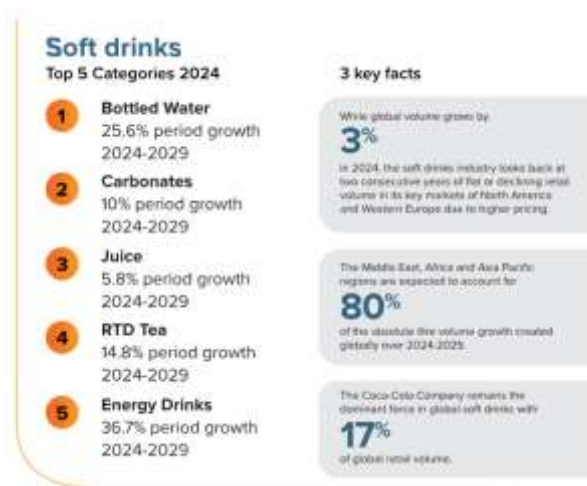 Soft drinks
Top 5 Categories 2024
1
Bottled Water
25.6% period growth
2024-2029
2
Carbonates
10% period growth
2024-2029
3
Juice
5.8% period growth
2024-2029
4
RTD Tea
14.8% period growth
2024-2029
5
Energy Drinks
36.7% period growth
2024-2029
3 key facts
While global volume grows by
3%
in 2024, the soft drinks industry looks back at
two consecutive years of flat or declining retail
volume in its key markets of North America
and Western Europe due to higher pricing.
The Middle East, Africa and Asia Pacific
regions are expected to account for
80%
of the absolute litre volume growth created
globally over 2024-2029.
The Coca-Cola Company remains the
dominant force in global soft drinks with
17%
of global retail volume.